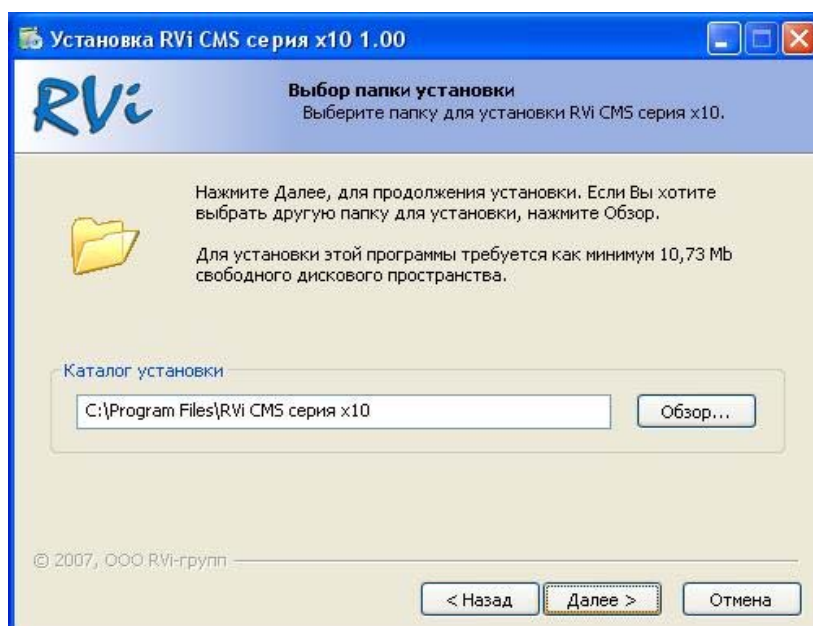 Установка RVi CMS серия x10 1.00
RVi
Выбор папки установки
Выберите папку для установки RVi CMS серия x10.
Нажмите Далее, для продолжения установки. Если Вы хотите
выбрать другую папку для установки, нажмите Обзор.
Для установки этой программы требуется как минимум 10,73 Mb
свободного дискового пространства.
Каталог установки
C:\Program Files\RVi CMS серия x10
Обзор...
© 2007, ООО RVi-групп
< Назад
Далее >
Отмена